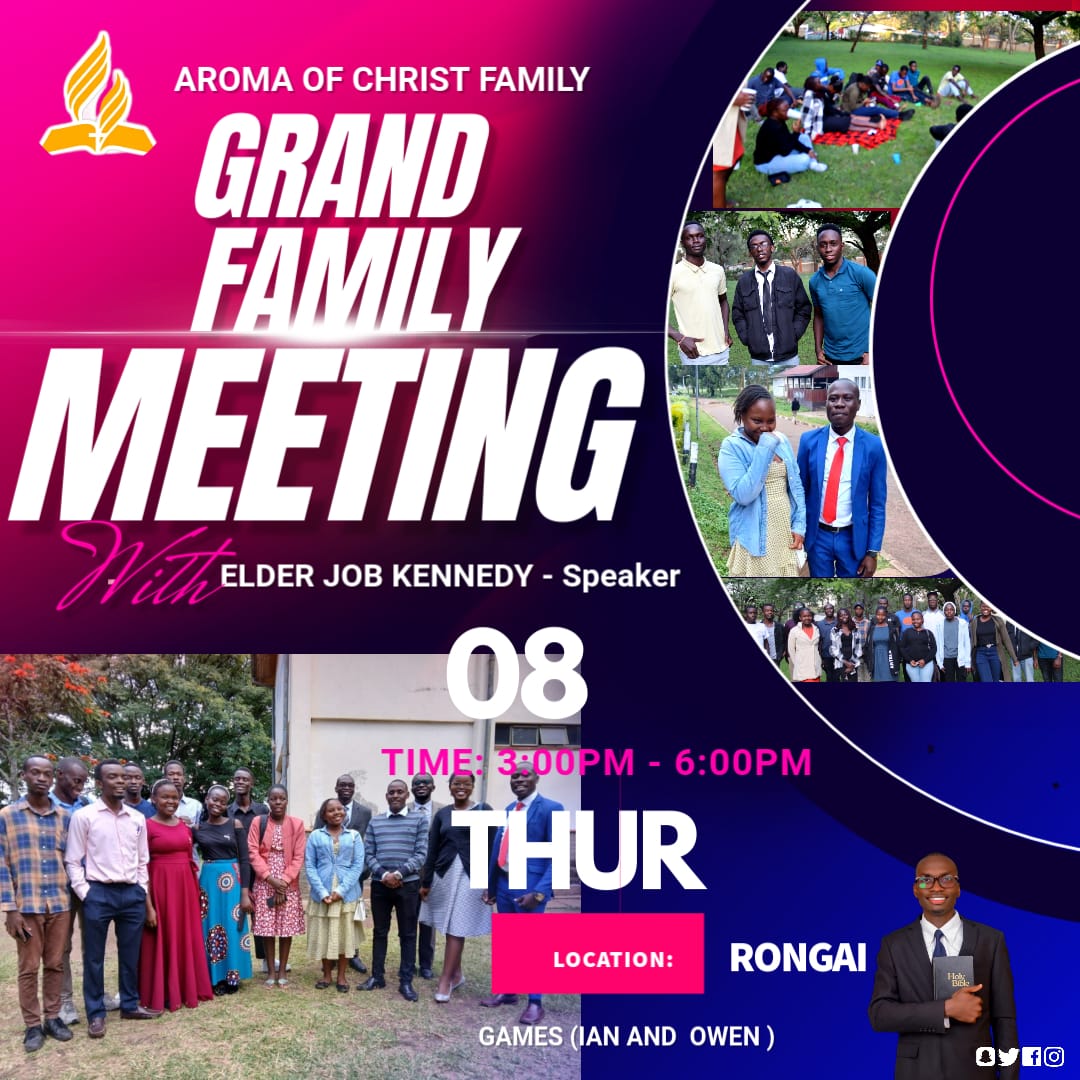 AROMA OF CHRIST FAMILY
GRAND
FAMILY
MEETING
With
ELDER JOB KENNEDY - Speaker
08
TIME: 3:00PM - 6:00PM
THUR
LOCATION:
RONGAI
Holy
Bible
GAMES (IAN AND OWEN )